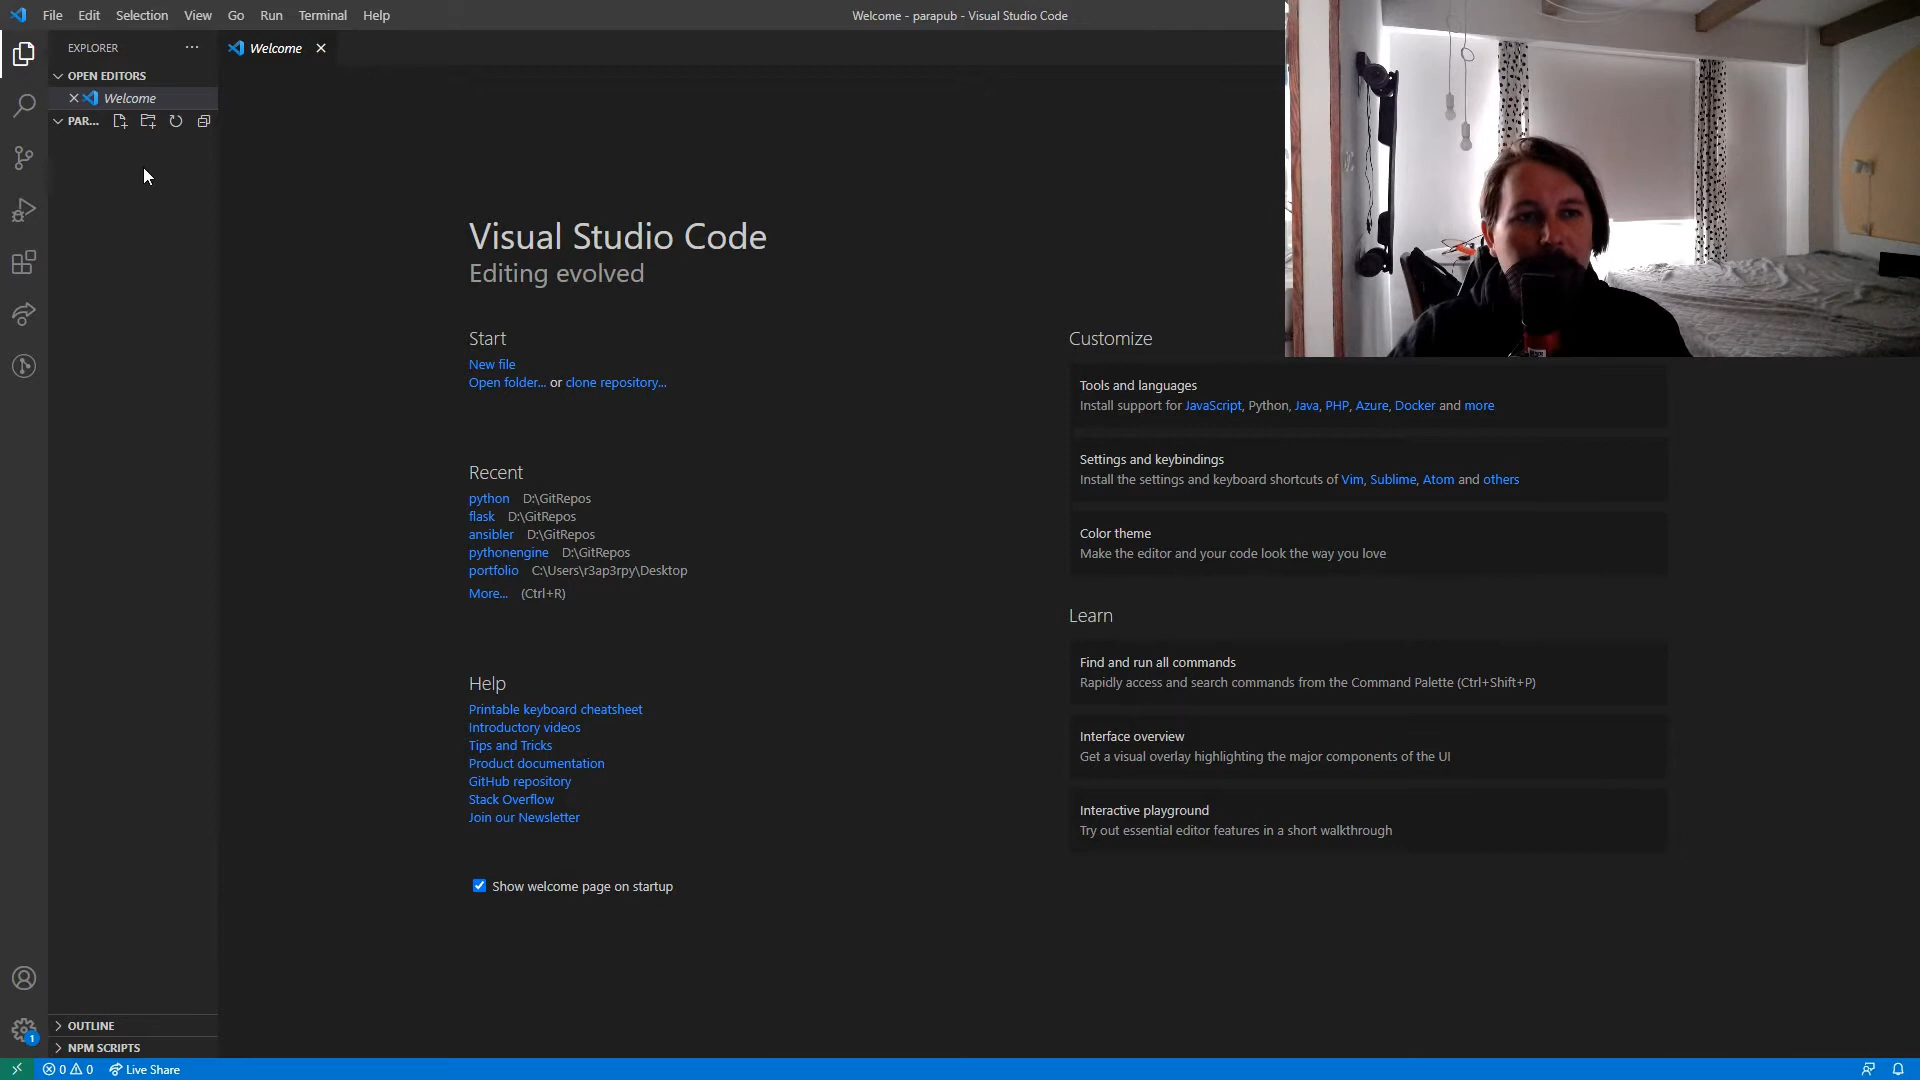 File Edit Selection View Go Run Terminal Help
Welcome - parapub - Visual Studio Code
EXPLORER
Welcome
OPEN EDITORS
Welcome
PAR...
Visual Studio Code
Editing evolved
Start
New file
Open folder... or clone repository...
Recent
python D:\GitRepos
flask D:\GitRepos
ansibler D:\GitRepos
pythonengine D:\GitRepos
portfolio C:\Users\r3ap3rpy\Desktop
More... (Ctrl+R)
Help
Printable keyboard cheatsheet
Introductory videos
Tips and Tricks
Product documentation
GitHub repository
Stack Overflow
Join our Newsletter
Show welcome page on startup
Customize
Tools and languages
Install support for JavaScript, Python, Java, PHP, Azure, Docker and more
Settings and keybindings
Install the settings and keyboard shortcuts of Vim, Sublime, Atom and others
Color theme
Make the editor and your code look the way you love
Learn
Find and run all commands
Rapidly access and search commands from the Command Palette (Ctrl+Shift+P)
Interface overview
Get a visual overlay highlighting the major components of the UI
Interactive playground
Try out essential editor features in a short walkthrough
OUTLINE
NPM SCRIPTS
1
0 0 Live Share